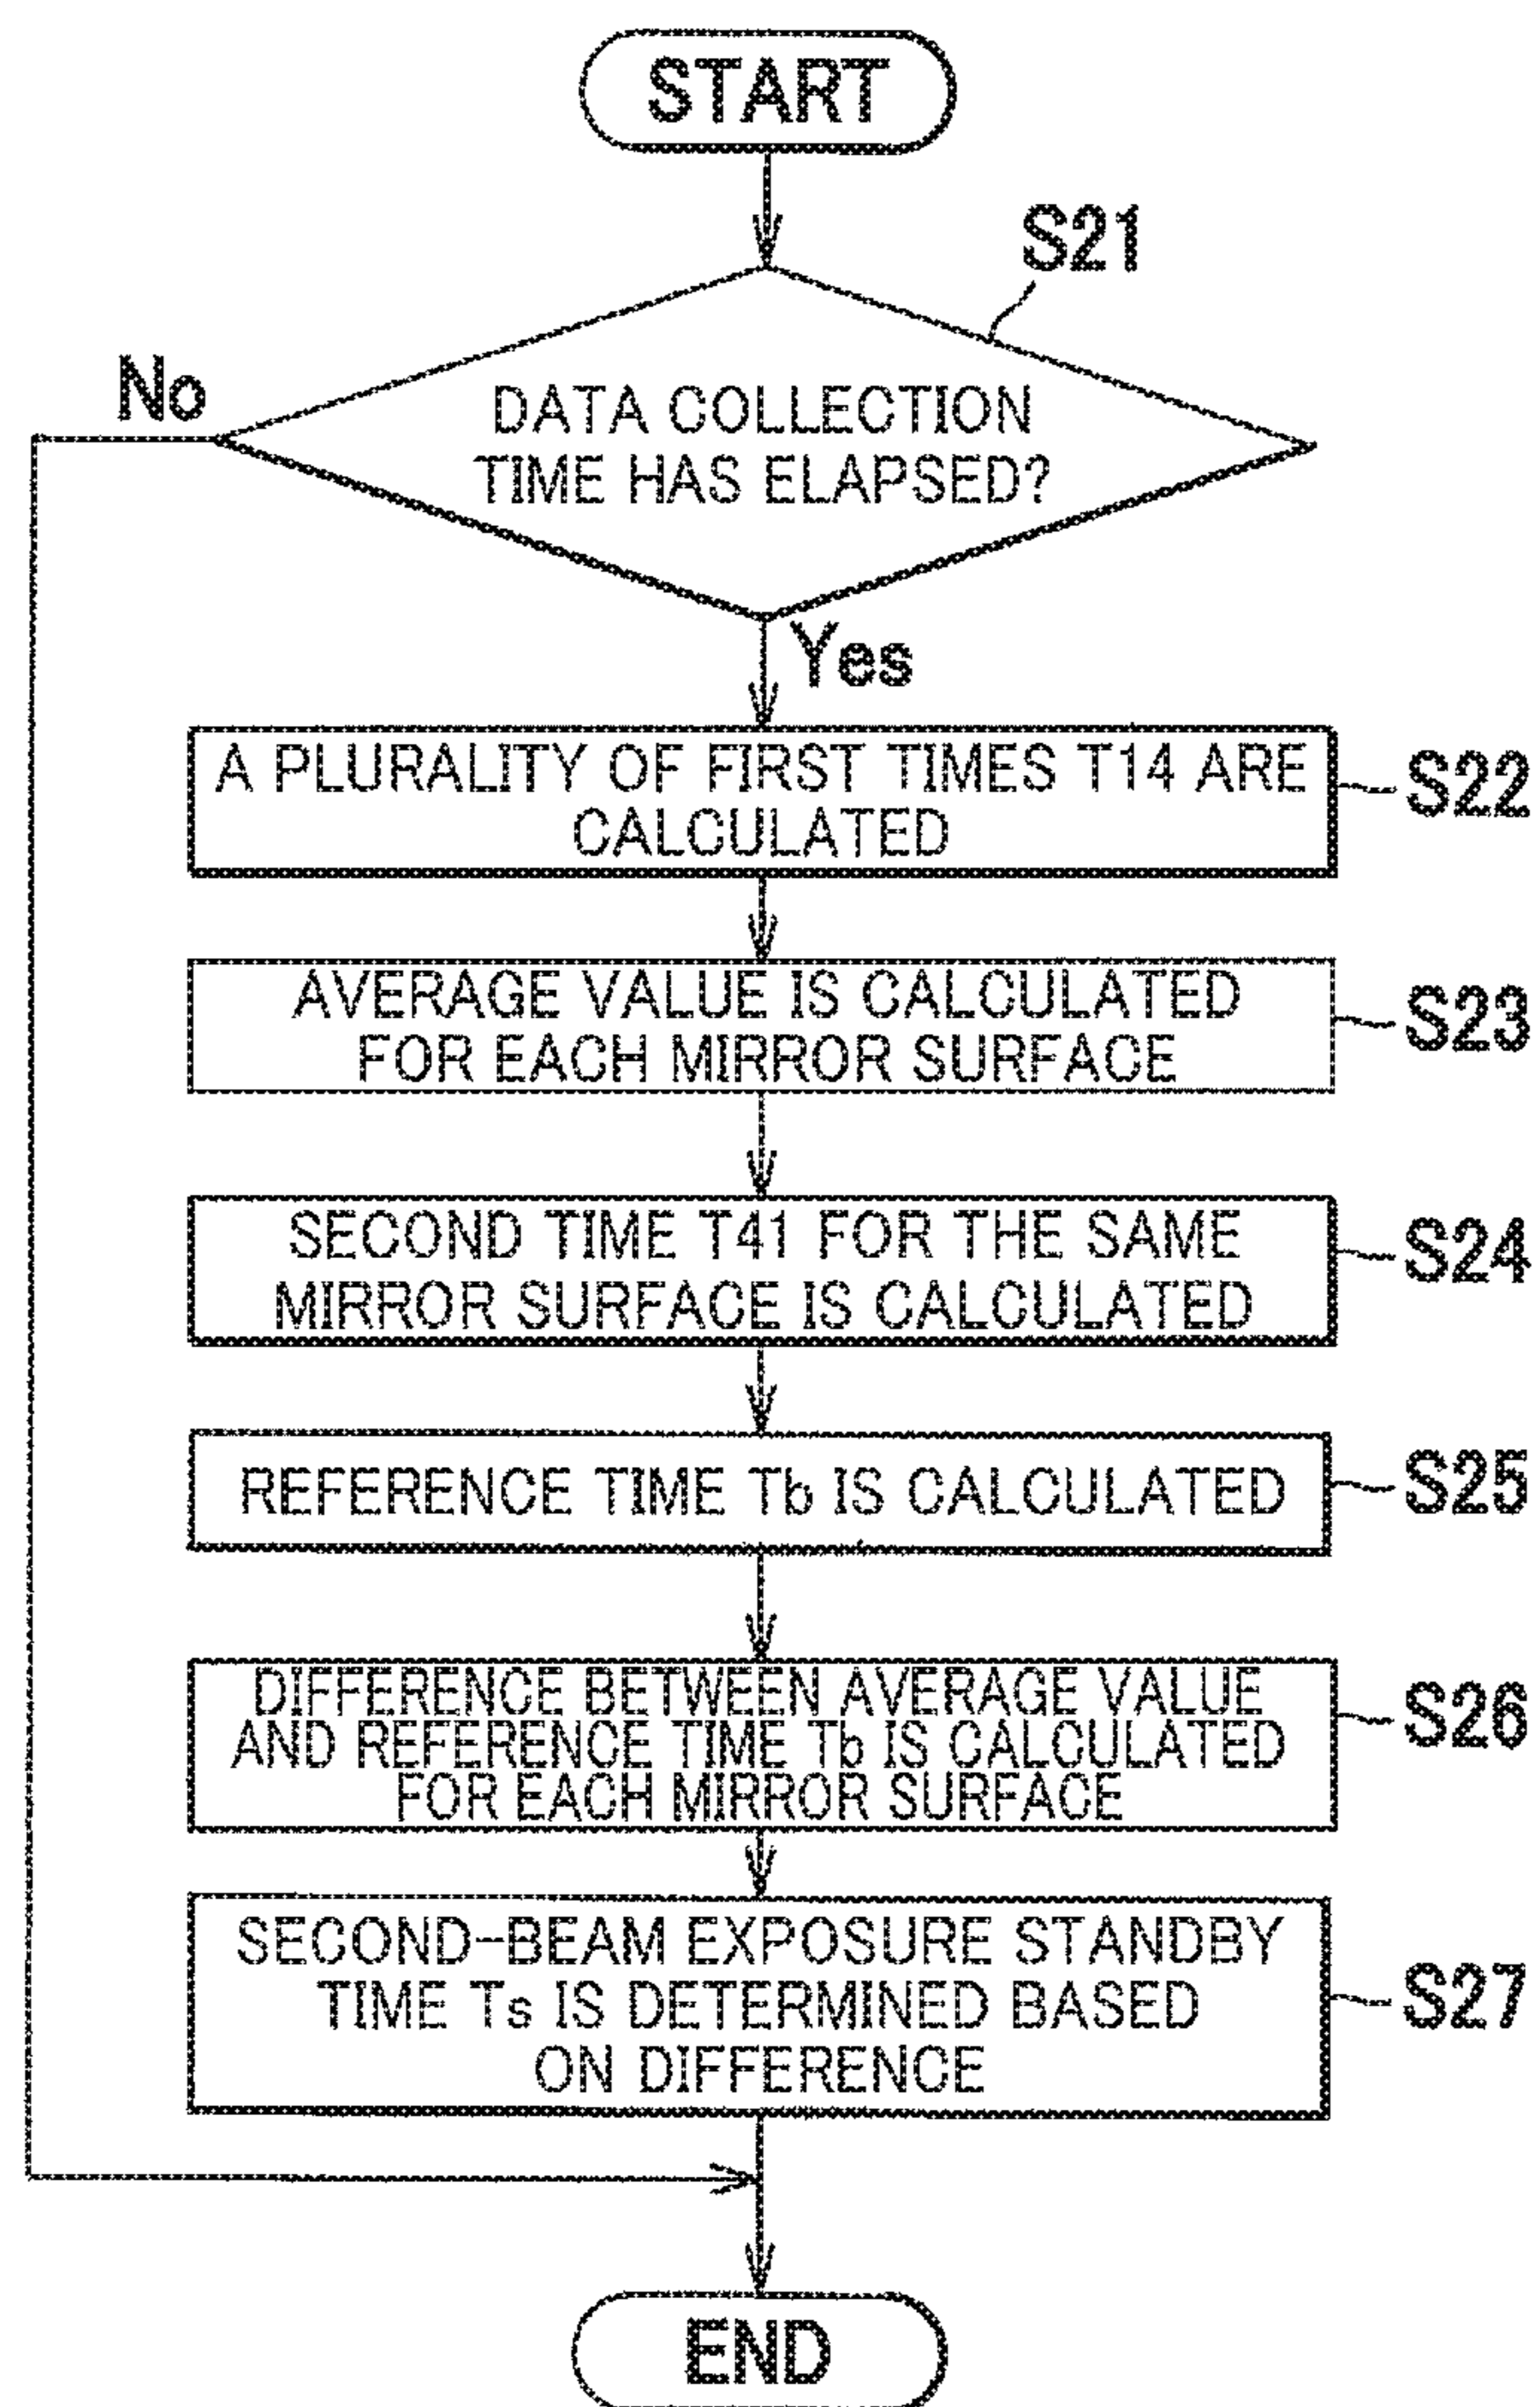 START
S21
No
DATA COLLECTION
TIME HAS ELAPSED?
Yes
A PLURALITY OF FIRST TIMES T14 ARE
CALCULATED
S22
AVERAGE VALUE IS CALCULATED
FOR EACH MIRROR SURFACE
S23
SECOND TIME T41 FOR THE SAME
MIRROR SURFACE IS CALCULATED
S24
REFERENCE TIME Tb IS CALCULATED
S25
DIFFERENCE BETWEEN AVERAGE VALUE
AND REFERENCE TIME Tb IS CALCULATED
FOR EACH MIRROR SURFACE
S26
SECOND-BEAM EXPOSURE STANDBY
TIME Ts IS DETERMINED BASED
ON DIFFERENCE
S27
END